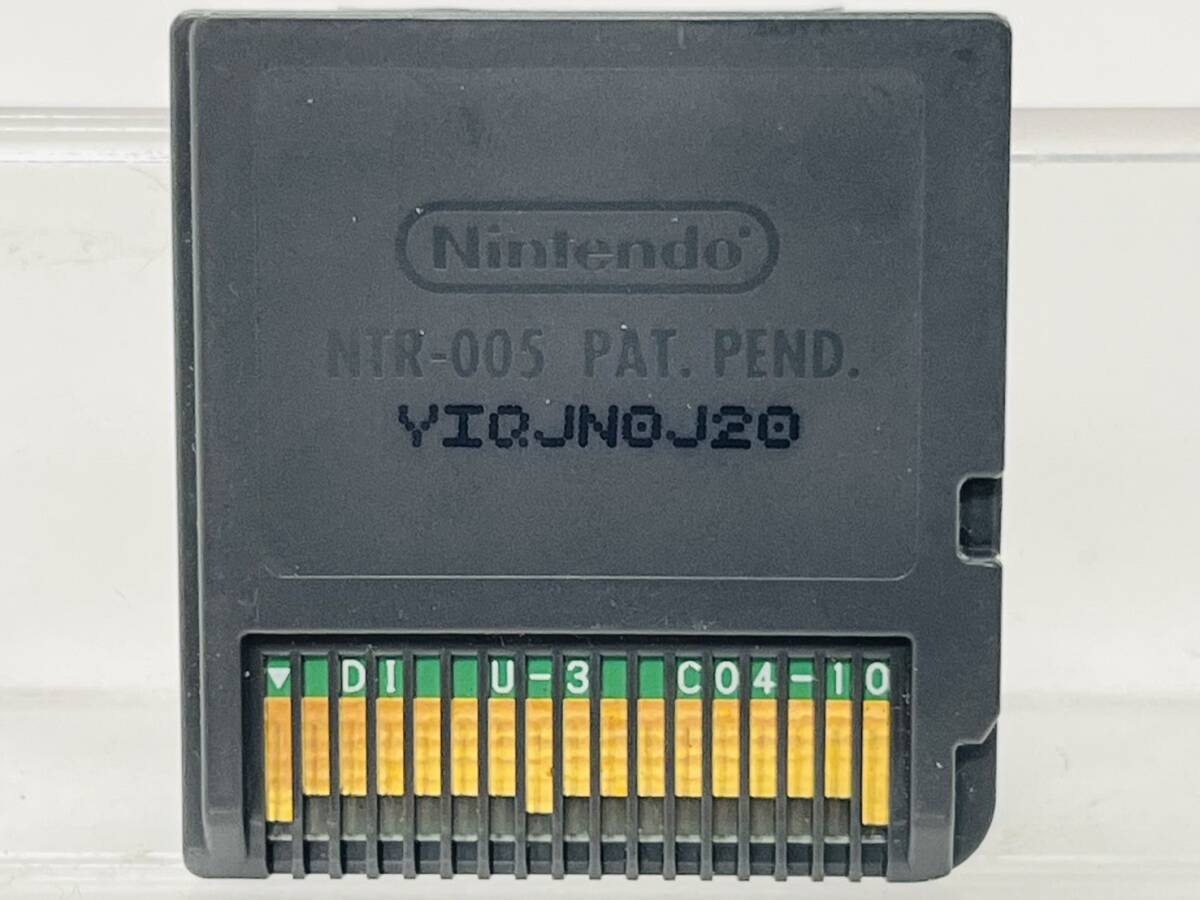 Nintendo
NTR-005 PAT. PEND.
YIQJN0J20
▼ DI U-3 C04-10